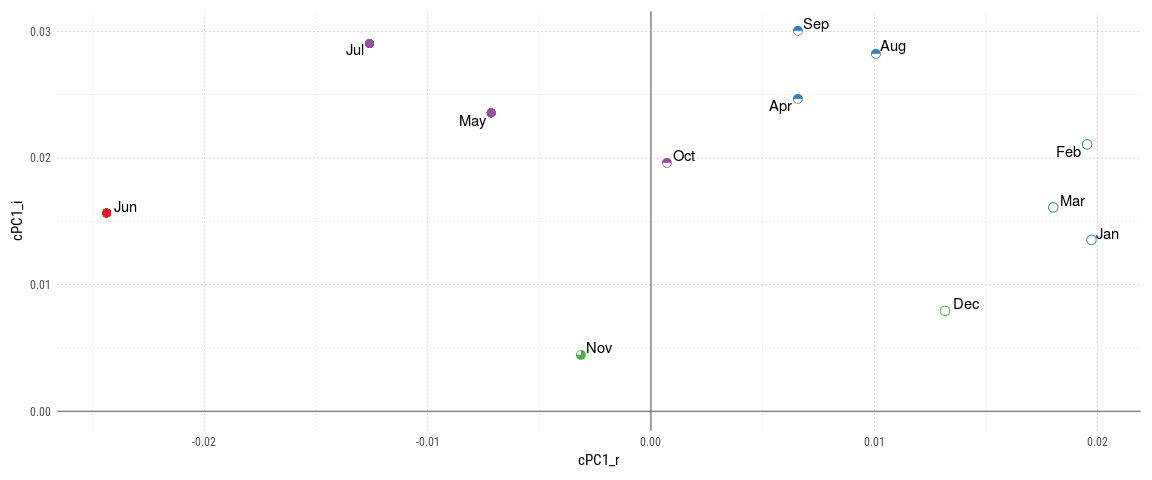 0.03
0.02
0.01
0.00
cPC1_i
Sep
Jul
Aug
Apr
May
Oct
Feb
Mar
Jun
Jan
Dec
Nov
-0.02
-0.01
0.00
0.01
0.02
cPC1_r